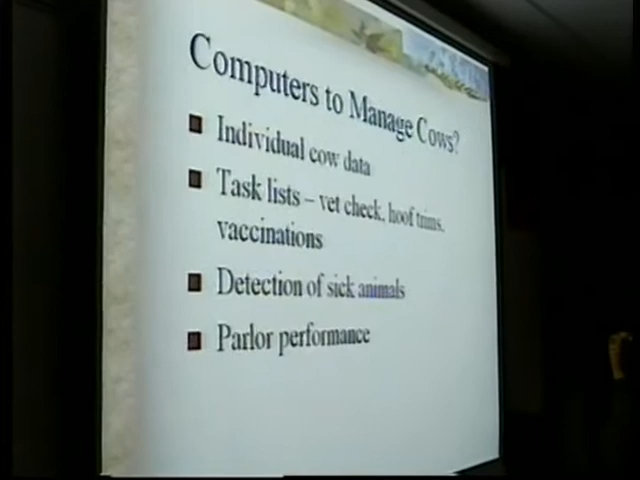 Computers to Manage Cows?
Individual cow data
Task lists – vet check, hoof trims,
vaccinations
Detection of sick animals
Parlor performance